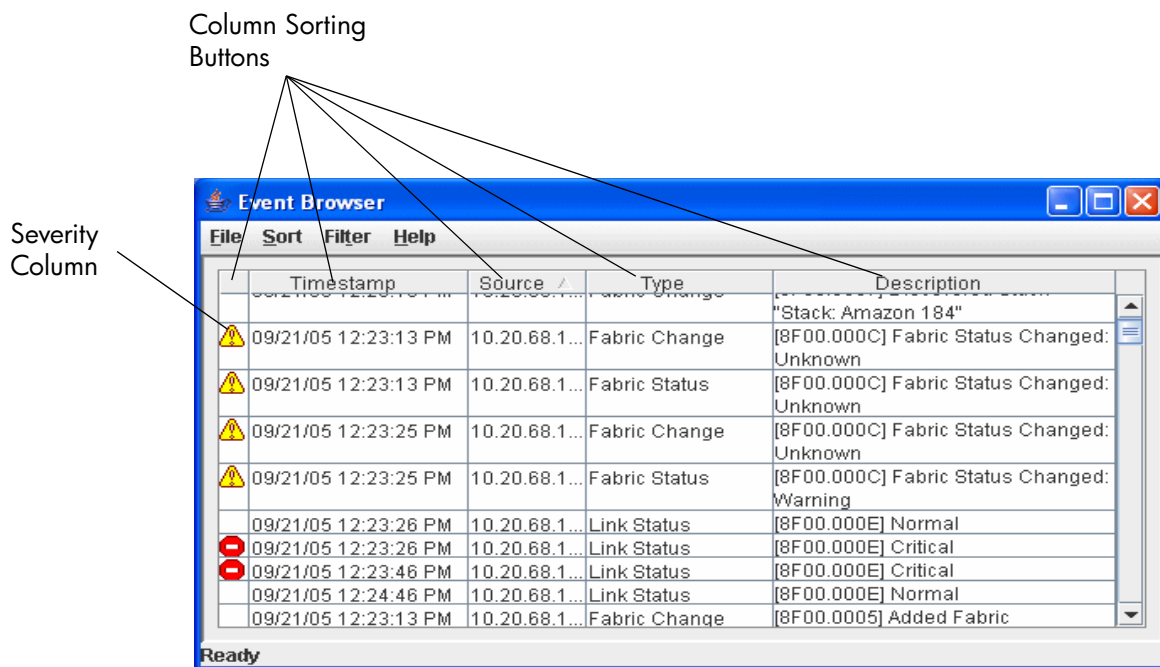 Column Sorting
Buttons
Event Browser
Severity
Column
File Sort Filter Help
Timestamp Source Type Description
"Stack: Amazon 184"
09/21/05 12:23:13 PM 10.20.68.1... Fabric Change [8F00.000C] Fabric Status Changed:
Unknown
09/21/05 12:23:13 PM 10.20.68.1... Fabric Status [8F00.000C] Fabric Status Changed:
Unknown
09/21/05 12:23:25 PM 10.20.68.1... Fabric Change [8F00.000C] Fabric Status Changed:
Unknown
09/21/05 12:23:25 PM 10.20.68.1... Fabric Status [8F00.000C] Fabric Status Changed:
Warning
09/21/05 12:23:26 PM 10.20.68.1... Link Status [8F00.000E] Normal
09/21/05 12:23:26 PM 10.20.68.1... Link Status [8F00.000E] Critical
09/21/05 12:23:46 PM 10.20.68.1... Link Status [8F00.000E] Critical
09/21/05 12:24:46 PM 10.20.68.1... Link Status [8F00.000E] Normal
09/21/05 12:23:13 PM 10.20.68.1... Fabric Change [8F00.0005] Added Fabric
Ready